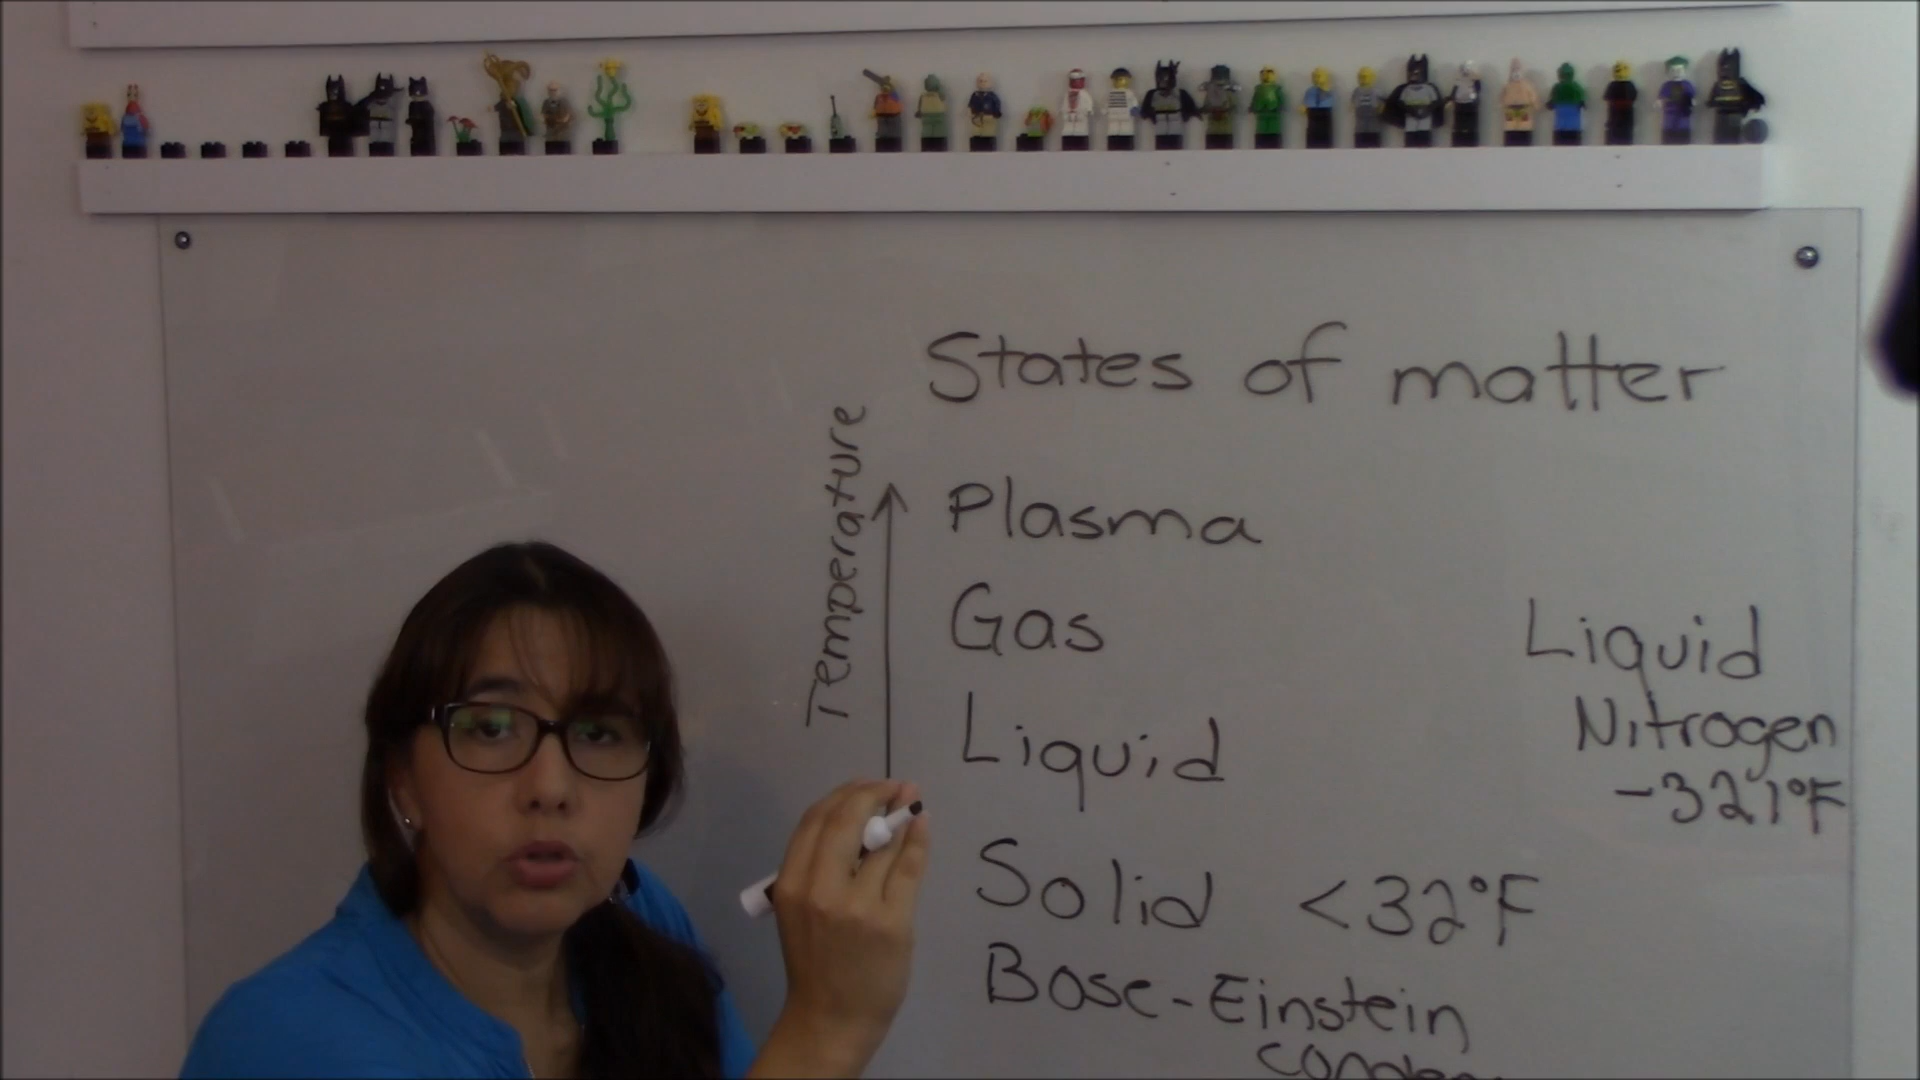 States of matter
Temperature
Plasma
Gas
Liquid
Solid <32°F
Bose-Einstein
Liquid
Nitrogen
-321°F